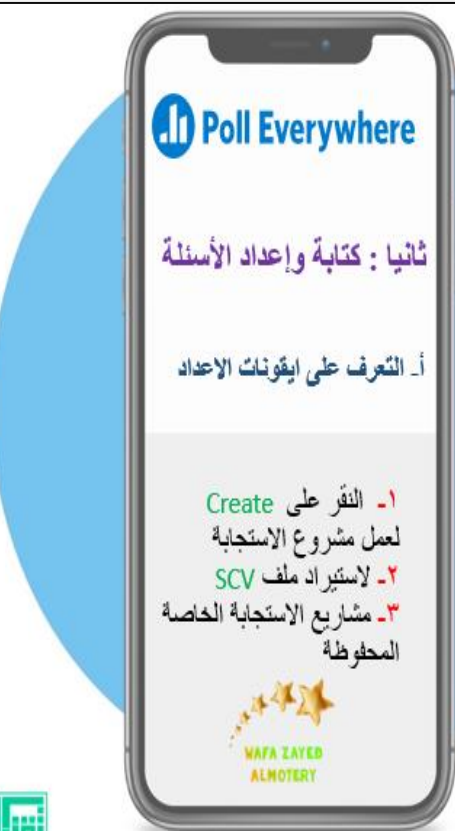 Poll Everywhere
ثانيا : كتابة وإعداد الأسئلة
أ- التعرف على ايقونات الاعداد
١- النقر على Create
لعمل مشروع الاستجابة
٢- لاستيراد ملف SCV
٣- مشاريع الاستجابة الخاصة
المحفوظة
WAFA ZAYED
ALMOTERY